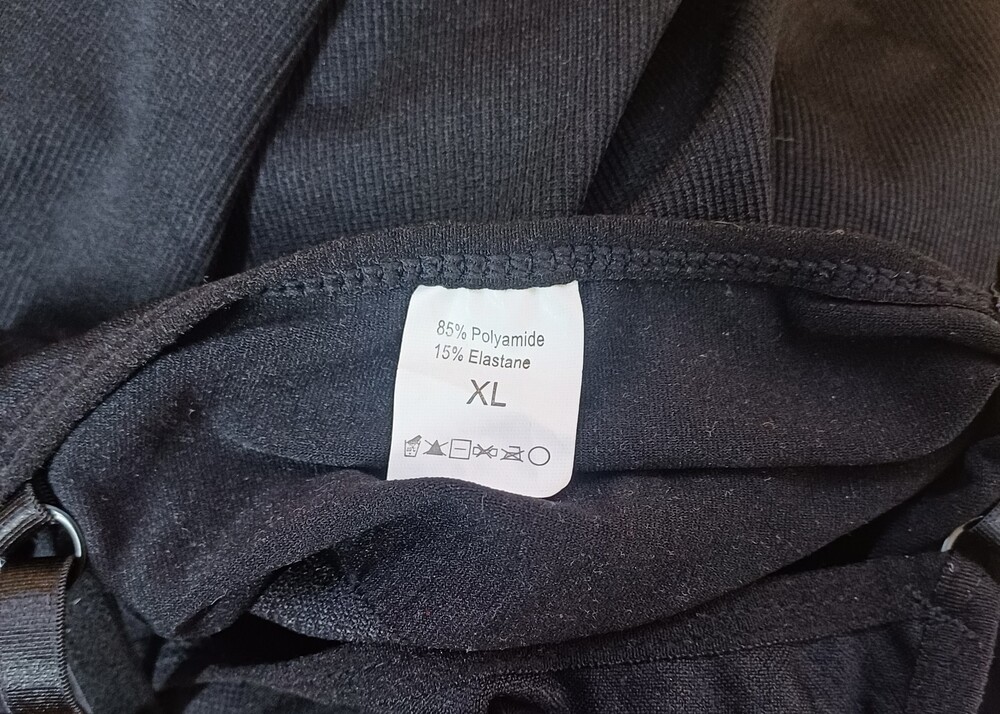 85% Polyamide
15% Elastane
XL